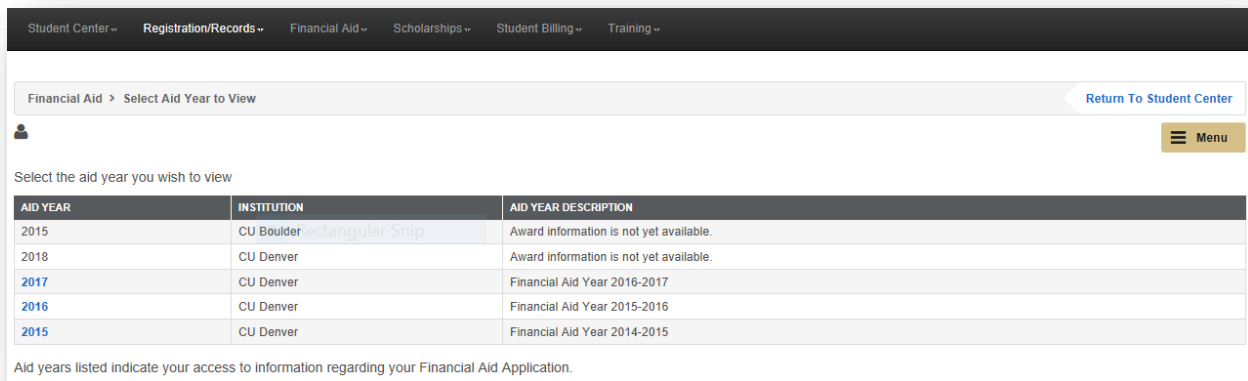 Student Center Registration/Records Financial Aid Scholarships Student Billing Training
Financial Aid > Select Aid Year to View Return To Student Center
Menu
Select the aid year you wish to view
AID YEAR INSTITUTION AID YEAR DESCRIPTION
2015 CU Boulder Rectangular Snip Award information is not yet available.
2018 CU Denver Award information is not yet available.
2017 CU Denver Financial Aid Year 2016-2017
2016 CU Denver Financial Aid Year 2015-2016
2015 CU Denver Financial Aid Year 2014-2015
Aid years listed indicate your access to information regarding your Financial Aid Application.